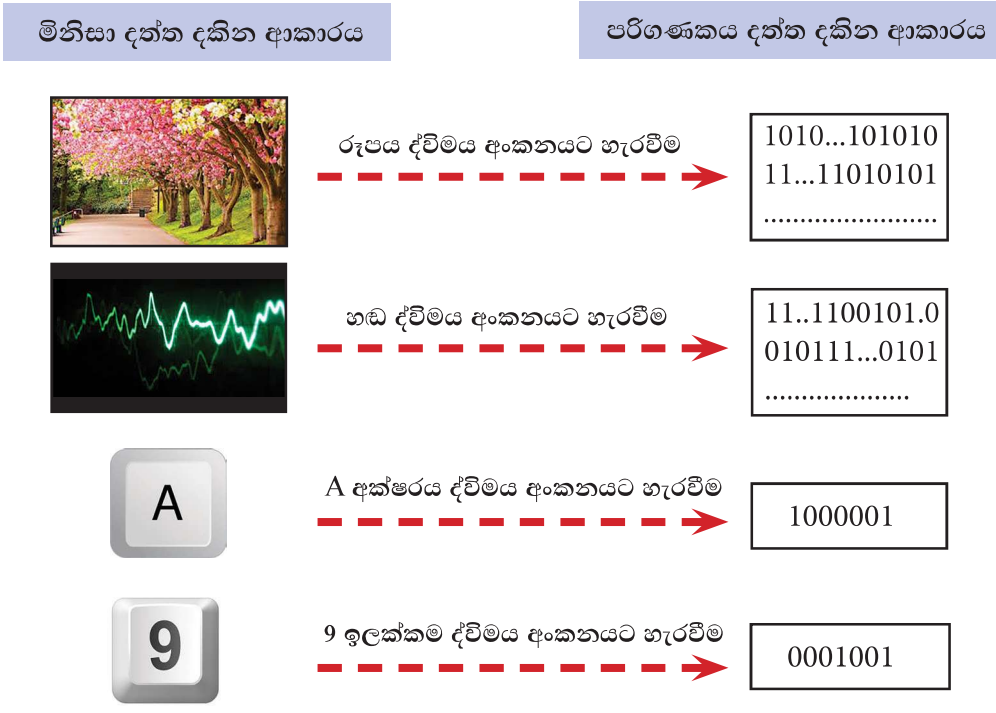 මිනිසා දත්ත දකින ආකාරය
පරිගණකය දත්ත දකින ආකාරය
රූපය ද්විමය අංකනයට හැරවීම
1010...101010
11...11010101
........................
හඬ ද්විමය අංකනයට හැරවීම
11..1100101.0
010111...0101
....................
A
A අක්ෂරය ද්විමය අංකනයට හැරවීම
1000001
9
9 ඉලක්කම ද්විමය අංකනයට හැරවීම
0001001